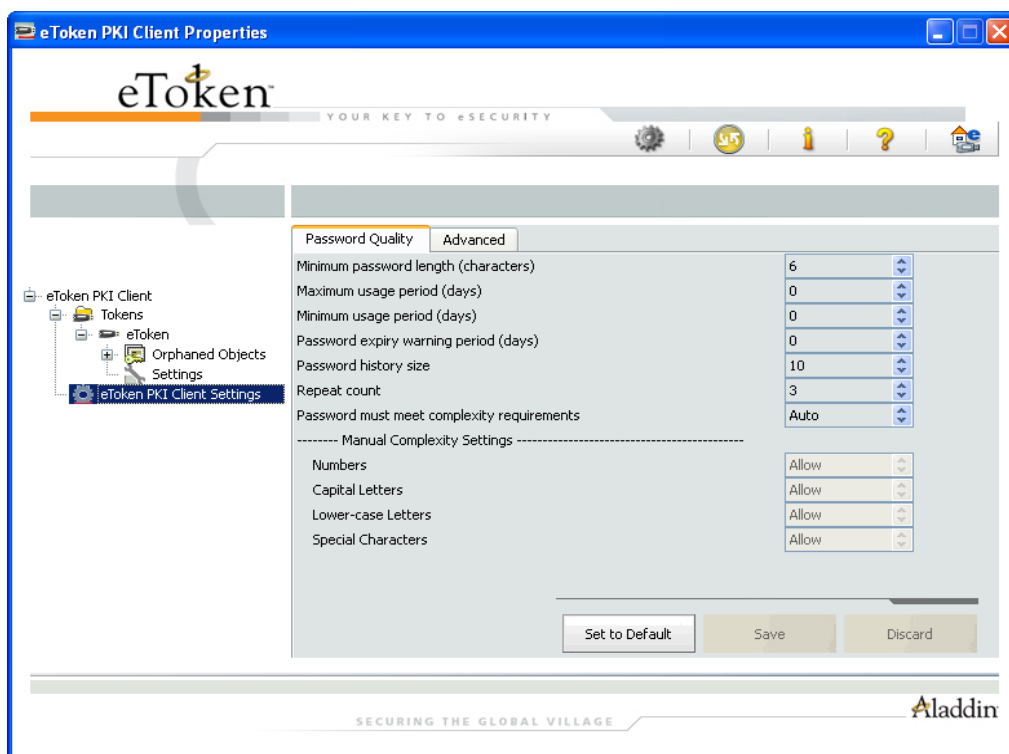 eToken PKI Client Properties
eToken™
YOUR KEY TO eSECURITY
Password Quality
Advanced
eToken PKI Client
Tokens
eToken
Orphaned Objects
Settings
eToken PKI Client Settings
Minimum password length (characters) 6
Maximum usage period (days) 0
Minimum usage period (days) 0
Password expiry warning period (days) 0
Password history size 10
Repeat count 3
Password must meet complexity requirements Auto
-------- Manual Complexity Settings --------------------------------------------
Numbers Allow
Capital Letters Allow
Lower-case Letters Allow
Special Characters Allow
Set to Default
Save
Discard
SECURING THE GLOBAL VILLAGE
Aladdin